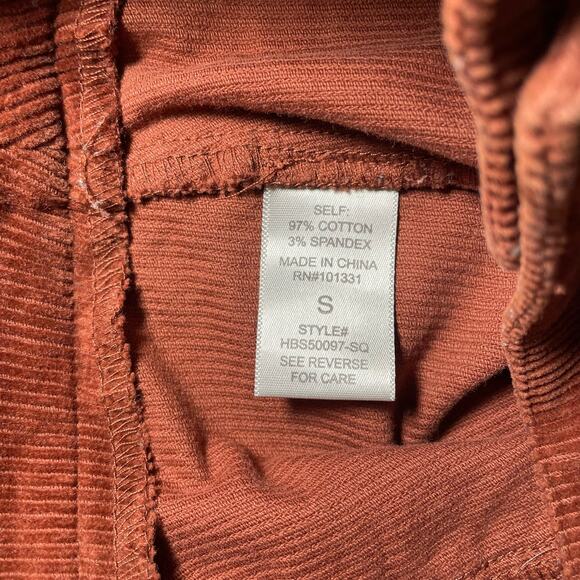 SELF:
97% COTTON
3% SPANDEX
MADE IN CHINA
RN#101331
S
STYLE#
HBS50097-SQ
SEE REVERSE
FOR CARE